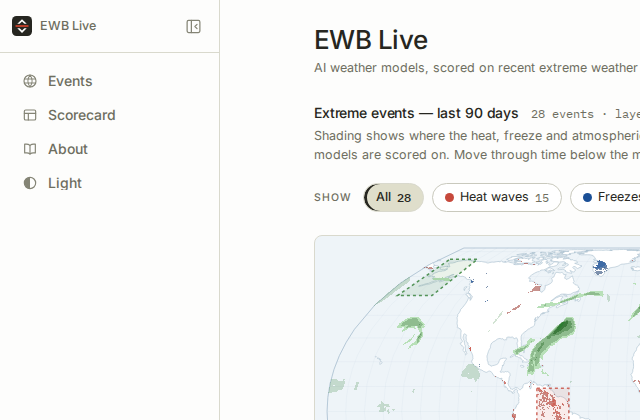 EWB Live
Events
Scorecard
About
Light
EWB Live
AI weather models, scored on recent extreme weather
Extreme events — last 90 days 28 events ·
Shading shows where the heat, freeze and
models are scored on. Move through time below the
SHOW All 28 Heat waves 15 Freezes